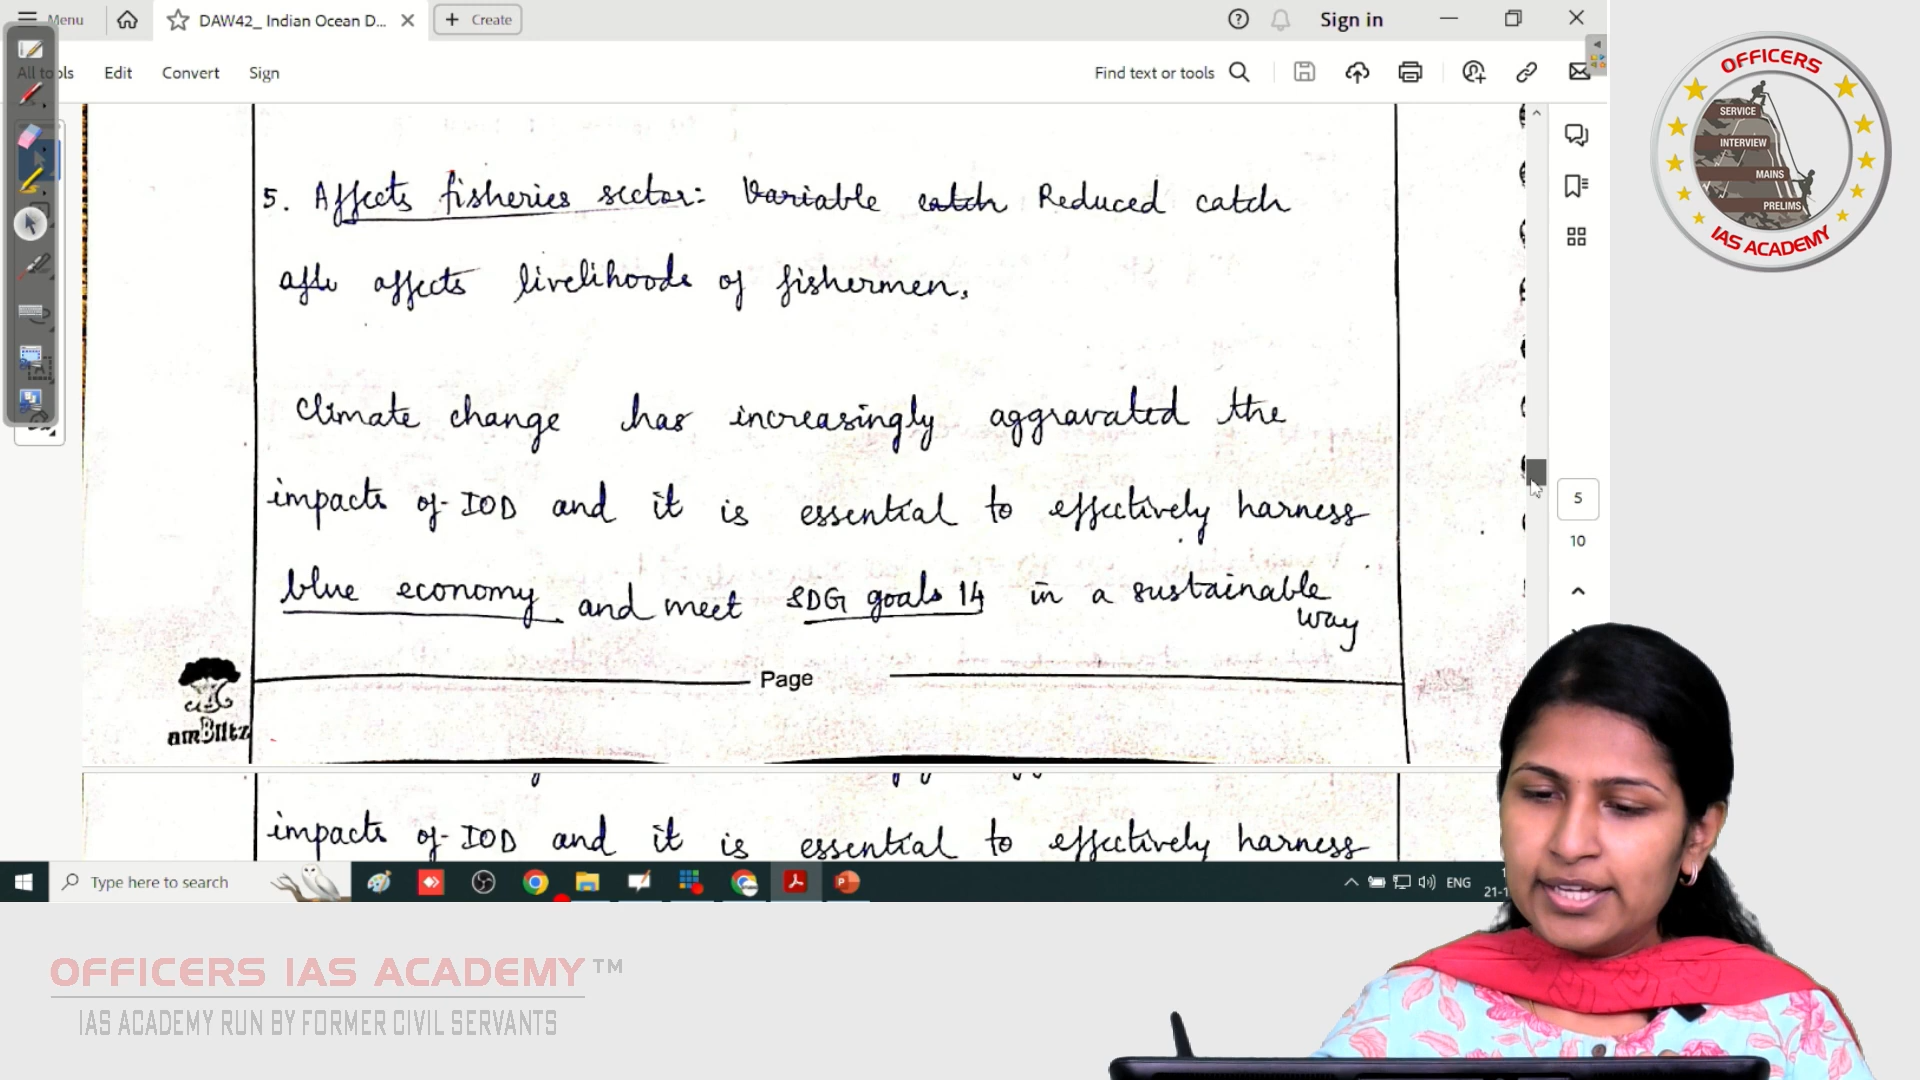 Menu
DAW42_ Indian Ocean D...
Create
Sign in
All tools
Edit
Convert
Sign
Find text or tools
5. Affects fisheries sector: Variable catch Reduced catch
affe affects livelihoods of fishermen.
Climate change has increasingly aggravated the
impacts of IOD and it is essential to effectively harness
blue economy and meet SDG goals 14 in a sustainable
way
Page
amBlitz
impacts of IOD and it is essential to effectively harness
5
10
Type here to search
ENG
OFFICERS
SERVICE
INTERVIEW
MAINS
PRELIMS
IAS ACADEMY
OFFICERS IAS ACADEMY™
IAS ACADEMY RUN BY FORMER CIVIL SERVANTS